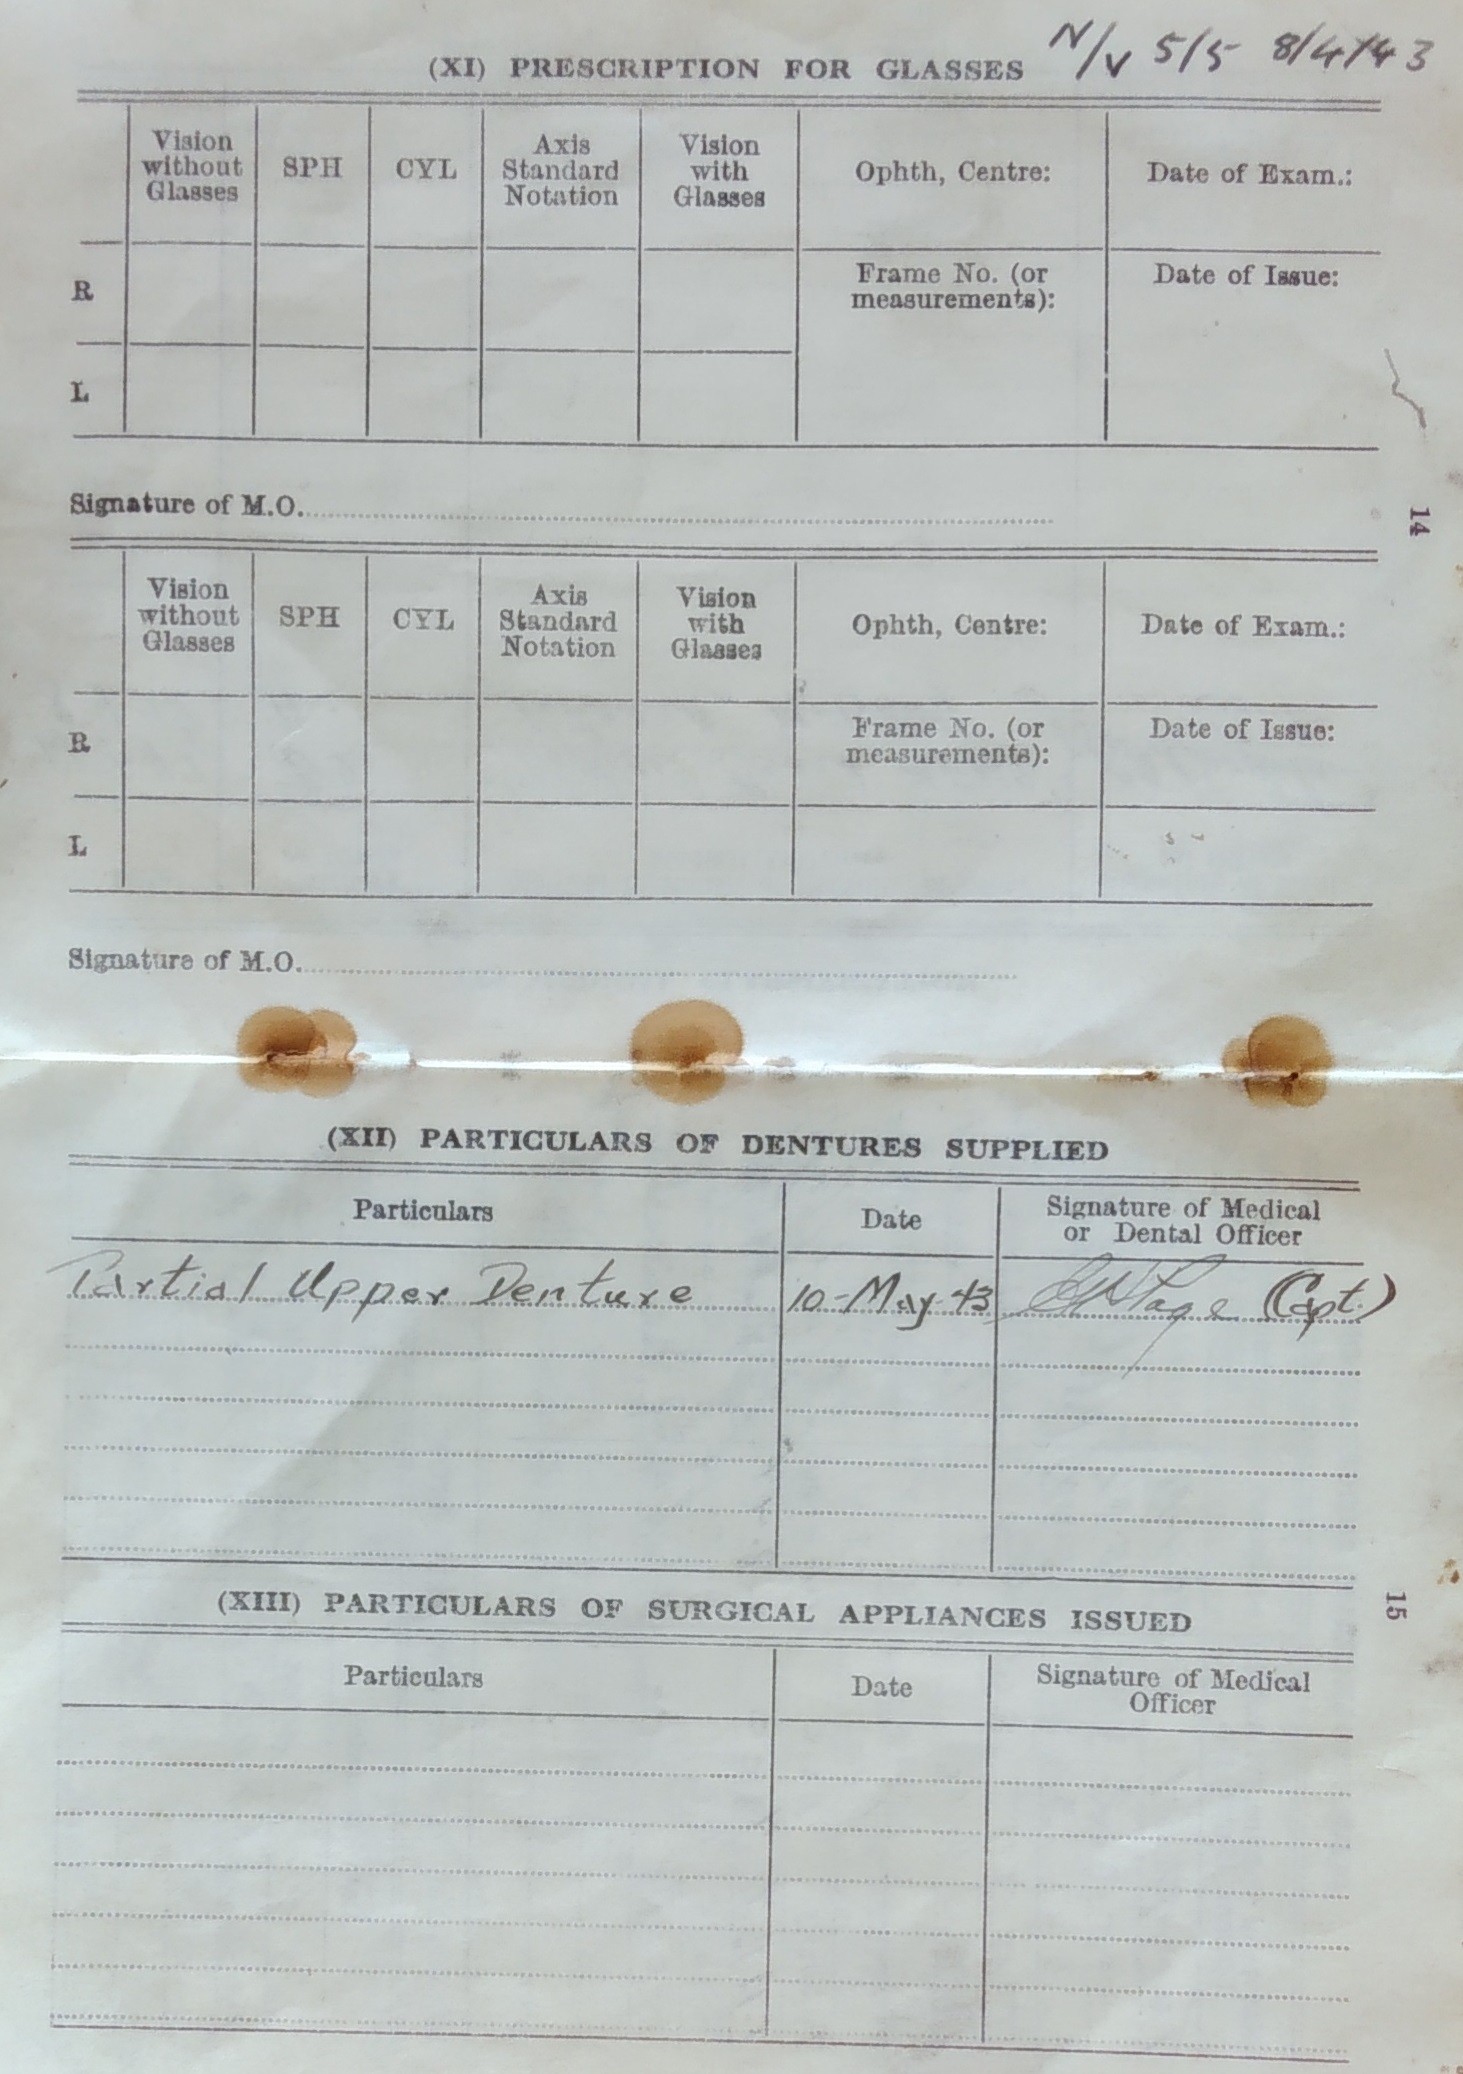 (XI) PRESCRIPTION FOR GLASSES N/V 5/5 8/4/43
Vision without Glasses SPH CYL Axis Standard Notation Vision with Glasses Ophth, Centre: Date of Exam.:
R Frame No. (or measurements): Date of Issue:
L
Signature of M.O.
14
Vision without Glasses SPH CYL Axis Standard Notation Vision with Glasses Ophth, Centre: Date of Exam.:
R Frame No. (or measurements): Date of Issue:
L
Signature of M.O.
(XII) PARTICULARS OF DENTURES SUPPLIED
Particulars Date Signature of Medical or Dental Officer
Partial Upper Denture 10-May-43 Page (Capt.)
(XIII) PARTICULARS OF SURGICAL APPLIANCES ISSUED
15
Particulars Date Signature of Medical Officer